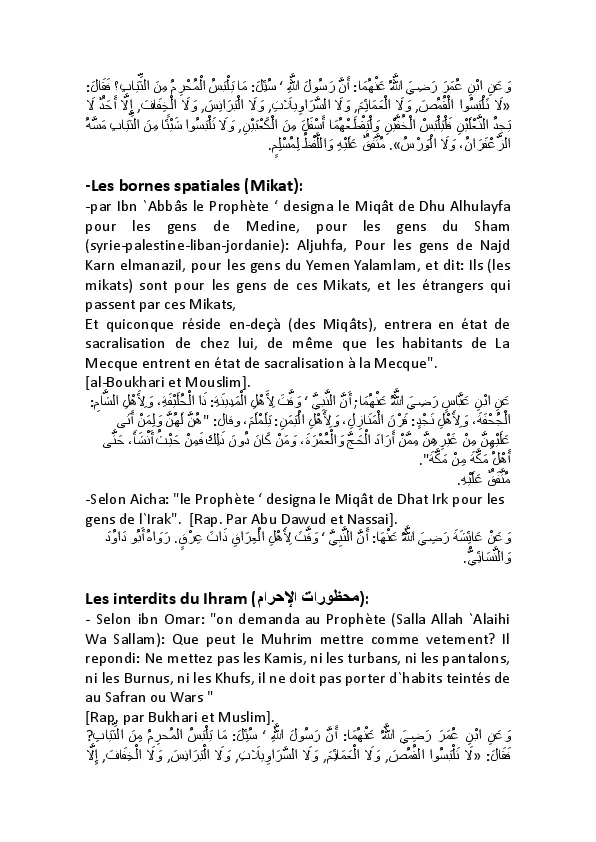 وَ عَنِ ابْنِ عُمَرَ رَضِيَ اللَّهُ عَنْهُمَا: أَنَّ رَسُولَ اللَّهِ ‘ سُئِلَ: مَا يَلْبَسُ الْمُحْرِمُ مِنَ الثِّيَابِ؟ فَقَالَ:
«لَا تَلْبَسُوا الْقُمُصَ, وَلَا الْعَمَائِمَ, وَلَا السَّرَاوِيلَاتِ, وَلَا الْبَرَانِسَ, وَلَا الْخِفَافَ, إِلَّا أَحَدٌ لَا
يَجِدُ النَّعْلَيْنِ فَلْيَلْبَسْ الْخُفَّيْنِ وَلْيَقْطَعْهُمَا أَسْفَلَ مِنَ الْكَعْبَيْنِ, وَلَا تَلْبَسُوا شَيْئًا مِنَ الثِّيَابِ مَسَّهُ
الزَّعْفَرَانُ, وَلَا الْوَرْسُ». مُتَّفَقٌ عَلَيْهِ وَاللَّفْظُ لِمُسْلِمٍ.
-Les bornes spatiales (Mikat):
-par Ibn `Abbâs le Prophète ‘ designa le Miqât de Dhu Alhulayfa
pour les gens de Medine, pour les gens du Sham
(syrie-palestine-liban-jordanie): Aljuhfa, Pour les gens de Najd
Karn elmanazil, pour les gens du Yemen Yalamlam, et dit: Ils (les
mikats) sont pour les gens de ces Mikats, et les étrangers qui
passent par ces Mikats,
Et quiconque réside en-deçà (des Miqâts), entrera en état de
sacralisation de chez lui, de même que les habitants de La
Mecque entrent en état de sacralisation à la Mecque".
[al-Boukhari et Mouslim].
عَنِ ابْنِ عَبَّاسٍ رَضِيَ اللَّهُ عَنْهُمَا; أَنَّ النَّبِيَّ ‘ وَقَّتَ لِأَهْلِ الْمَدِينَةِ: ذَا الْحُلَيْفَةِ، وَلِأَهْلِ الشَّامِ:
الْجُحْفَةَ، وَلِأَهْلِ نَجْدٍ: قَرْنَ الْمَنَازِلِ، وَلِأَهْلِ الْيَمَنِ: يَلَمْلَمَ، وقال: "هُنَّ لَهُنَّ وَلِمَنْ أَتَى
عَلَيْهِنَّ مِنْ غَيْرِهِنَّ مِمَّنْ أَرَادَ الْحَجَّ وَالْعُمْرَةَ، وَمَنْ كَانَ دُونَ ذَلِكَ فَمِنْ حَيْثُ أَنْشَأَ، حَتَّى
أَهْلُ مَكَّةَ مِنْ مَكَّةَ".
مُتَّفَقٌ عَلَيْهِ.
-Selon Aicha: "le Prophète ‘ designa le Miqât de Dhat Irk pour les
gens de l`Irak". [Rap. Par Abu Dawud et Nassai].
وَ عَنْ عَائِشَةَ رَضِيَ اللَّهُ عَنْهَا: أَنَّ النَّبِيَّ ‘ وَقَّتَ لِأَهْلِ الْعِرَاقِ ذَاتَ عِرْقٍ. رَوَاهُ أَبُو دَاوُدَ
وَالنَّسَائِيُّ.
Les interdits du Ihram (محظورات الإحرام):
- Selon ibn Omar: "on demanda au Prophète (Salla Allah `Alaihi
Wa Sallam): Que peut le Muhrim mettre comme vetement? Il
repondi: Ne mettez pas les Kamis, ni les turbans, ni les pantalons,
ni les Burnus, ni les Khufs, il ne doit pas porter d`habits teintés de
au Safran ou Wars "
[Rap. par Bukhari et Muslim].
وَ عَنِ ابْنِ عُمَرَ رَضِيَ اللَّهُ عَنْهُمَا: أَنَّ رَسُولَ اللَّهِ ‘ سُئِلَ: مَا يَلْبَسُ الْمُحْرِمُ مِنَ الثِّيَابِ?
فَقَالَ: «لَا تَلْبَسُوا الْقُمُصَ, وَلَا الْعَمَائِمَ, وَلَا السَّرَاوِيلَاتِ, وَلَا الْبَرَانِسَ, وَلَا الْخِفَافَ, إِلَّا